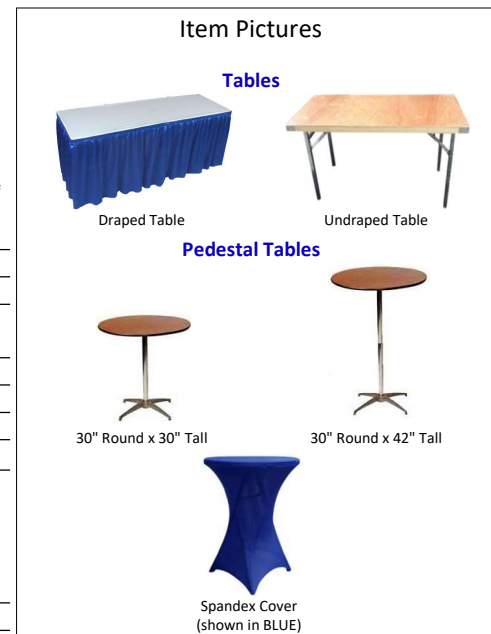 Item Pictures
Tables
Draped Table
Undraped Table
Pedestal Tables
30" Round x 30" Tall
30" Round x 42" Tall
Spandex Cover
(shown in BLUE)